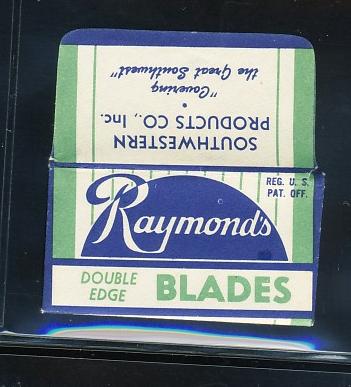 "Covering
the Great Southwest"
•
SOUTHWESTERN
PRODUCTS CO., Inc.
REG. U. S.
PAT. OFF.
Raymond's
DOUBLE
EDGE
BLADES